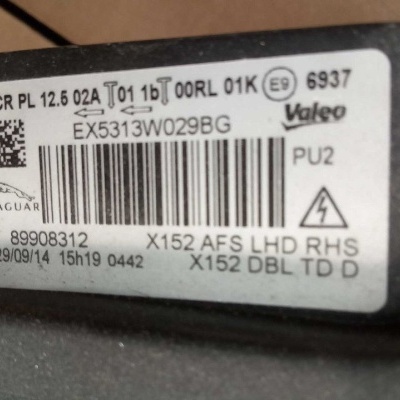 CR PL 12.5 02A 01 1b 00RL 01K E9 6937
EX5313W029BG Valeo
PU2
JAGUAR
89908312 X152 AFS LHD RHS
29/09/14 15h19 0442 X152 DBL TD D